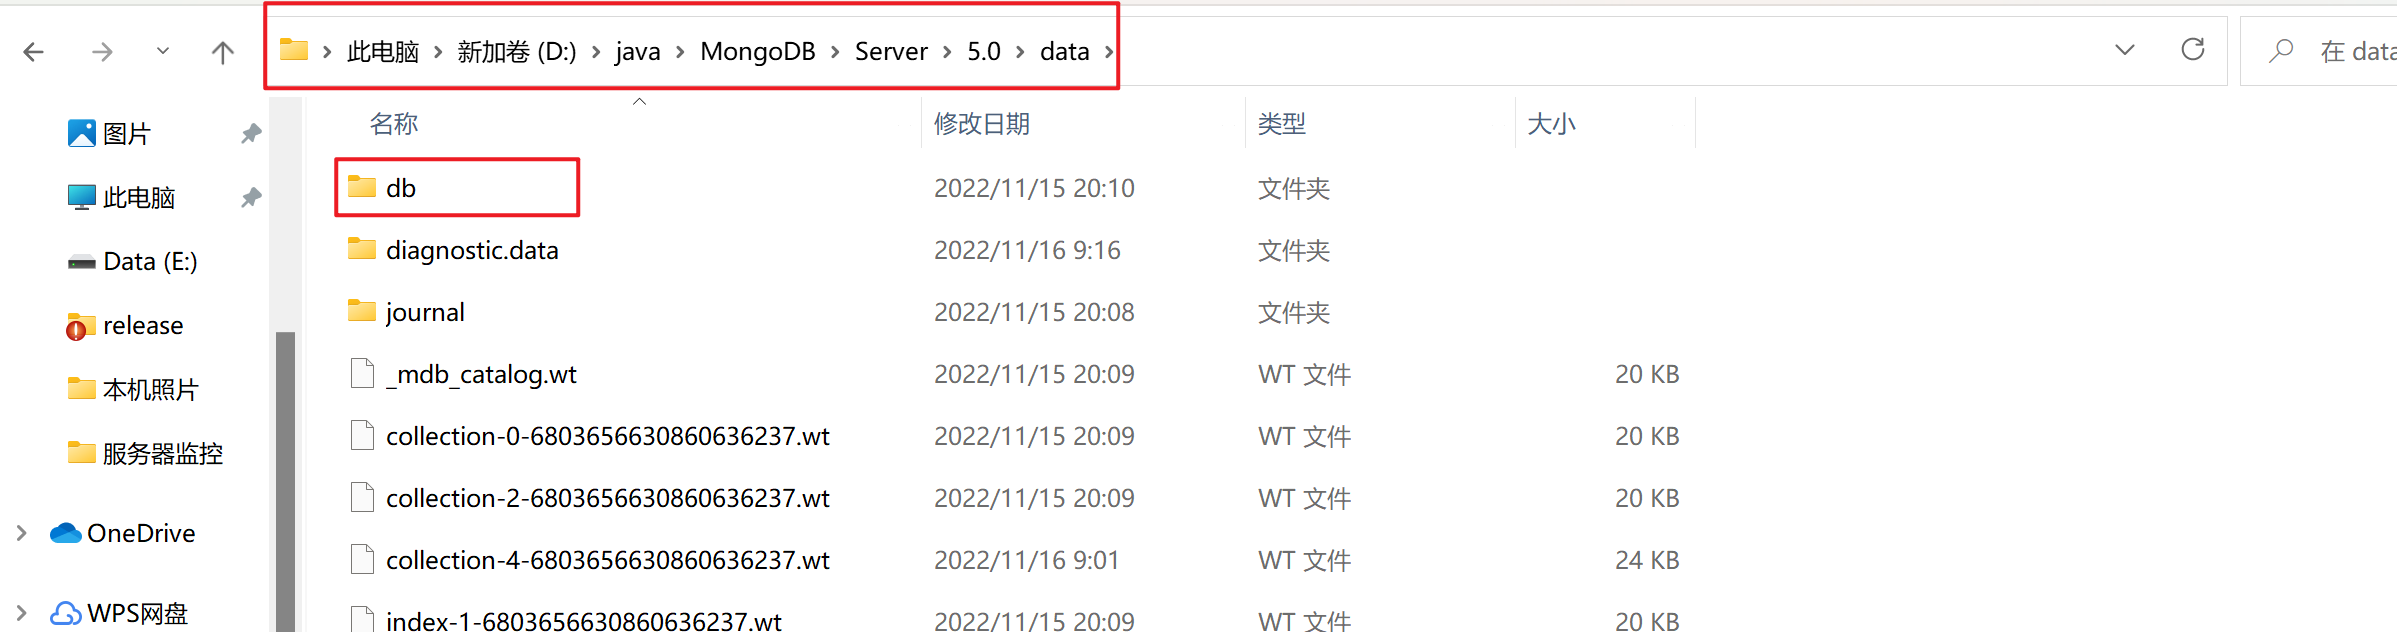 此电脑 新加卷 (D:) java MongoDB Server 5.0 data
在 data
名称 修改日期 类型 大小
图片
此电脑
Data (E:)
release
本机照片
服务器监控
OneDrive
WPS网盘
db 2022/11/15 20:10 文件夹
diagnostic.data 2022/11/16 9:16 文件夹
journal 2022/11/15 20:08 文件夹
_mdb_catalog.wt 2022/11/15 20:09 WT 文件 20 KB
collection-0-6803656630860636237.wt 2022/11/15 20:09 WT 文件 20 KB
collection-2-6803656630860636237.wt 2022/11/15 20:09 WT 文件 20 KB
collection-4-6803656630860636237.wt 2022/11/16 9:01 WT 文件 24 KB
index-1-6803656630860636237.wt 2022/11/15 20:09 WT 文件 20 KB